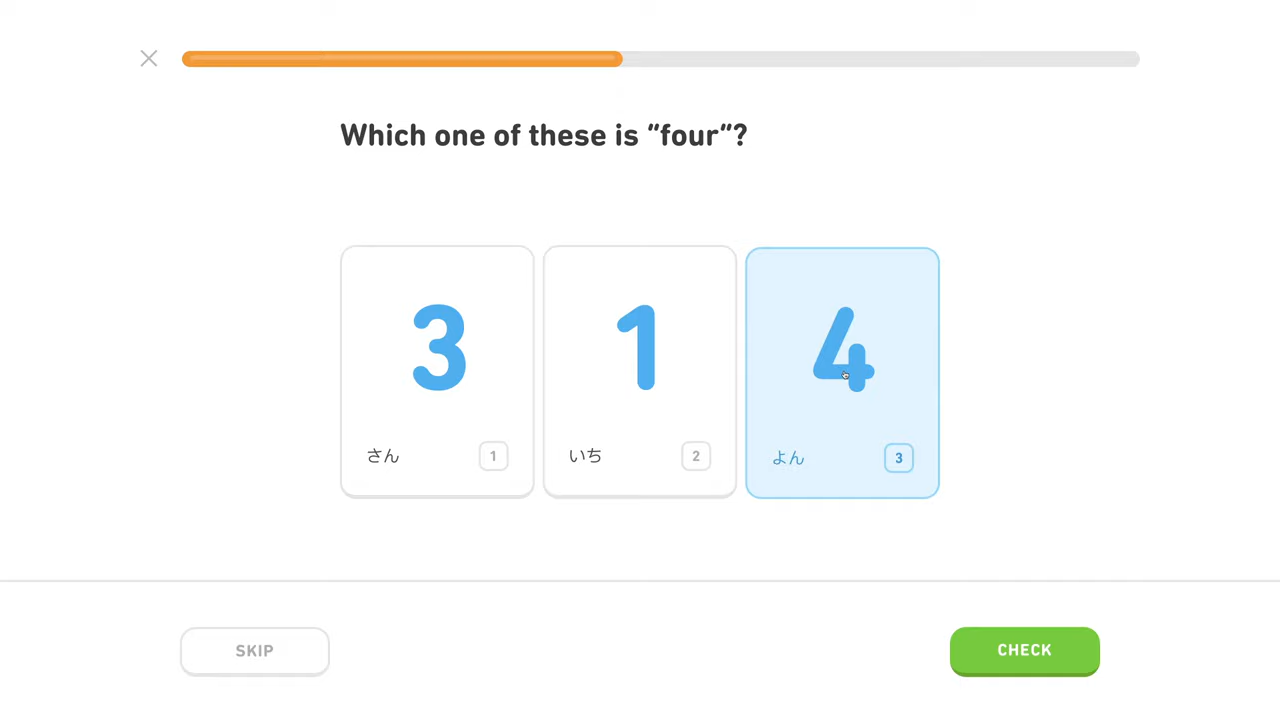 Which one of these is “four”?
3 1 4
さん 1 いち 2 よん 3
SKIP CHECK